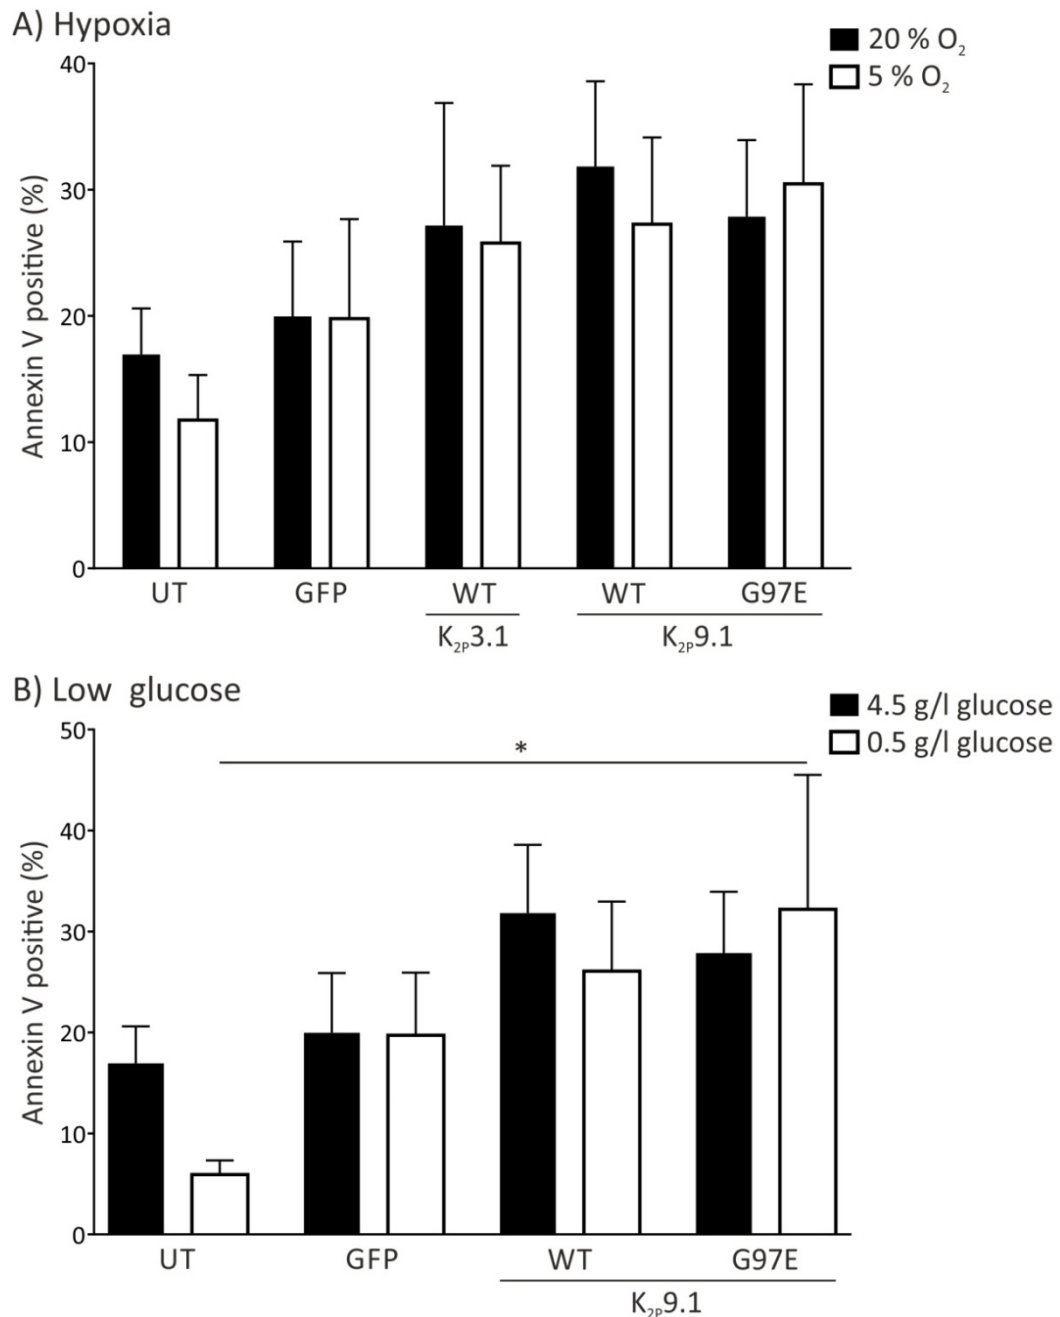 A) Hypoxia
20 % O₂
5 % O₂
Annexin V positive (%)
40
30
20
10
0
UT GFP WT WT G97E
K₂P3.1 K₂P9.1
B) Low glucose
4.5 g/l glucose
0.5 g/l glucose
Annexin V positive (%)
50
*
40
30
20
10
0
UT GFP WT G97E
K₂P9.1